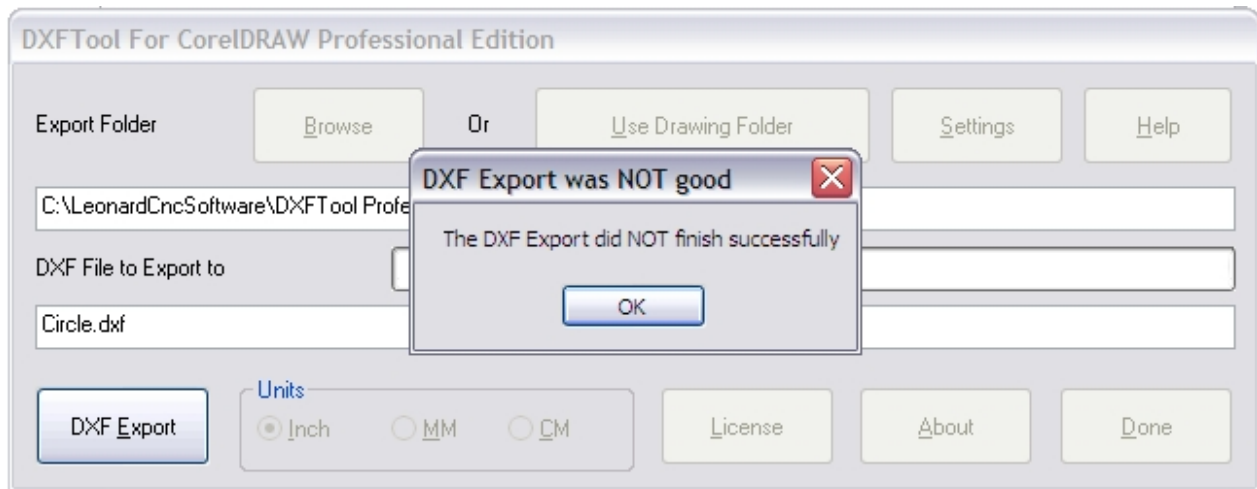 DXFTool For CorelDRAW Professional Edition
Export Folder
Browse
Or
Use Drawing Folder
Settings
Help
DXF Export was NOT good
C:\LeonardCncSoftware\DXFTool Profe
The DXF Export did NOT finish successfully
DXF File to Export to
OK
Circle.dxf
Units
DXF Export
Inch
MM
CM
License
About
Done